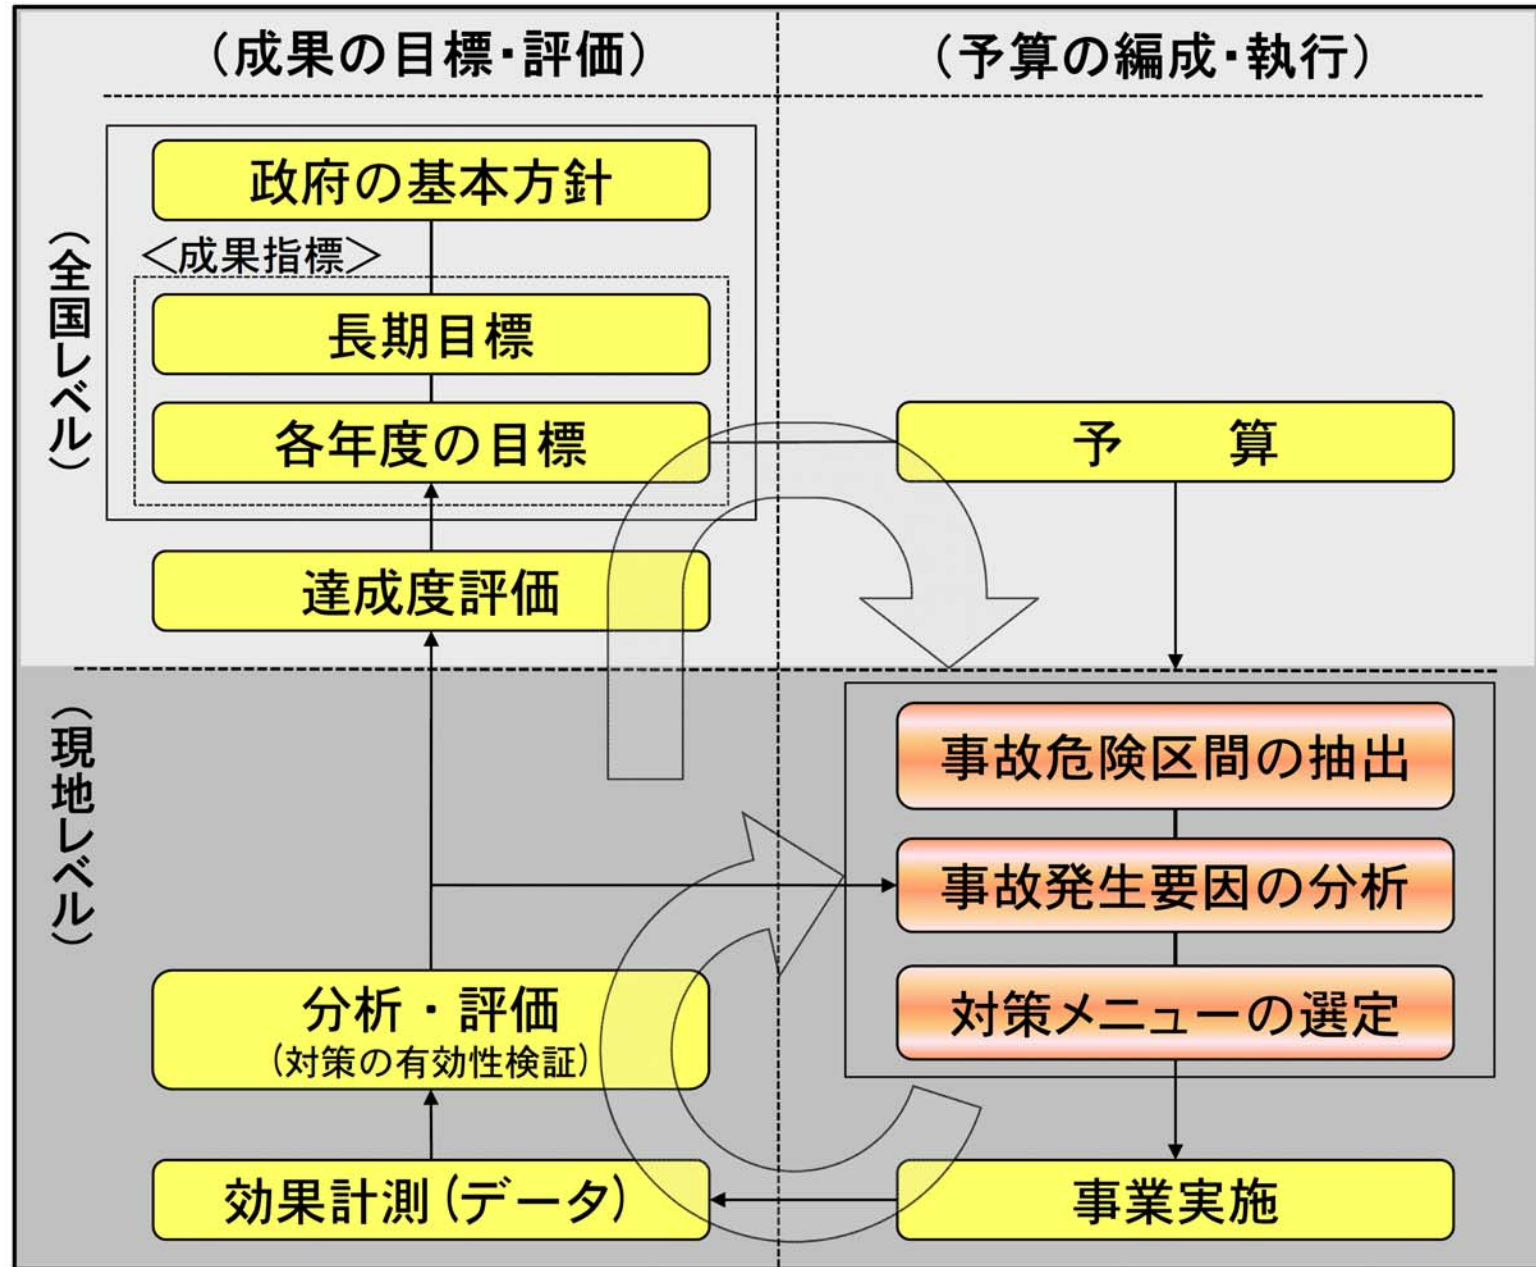 (成果の目標・評価)
(予算の編成・執行)
(全国レベル)
政府の基本方針
＜成果指標＞
長期目標
各年度の目標
予　算
達成度評価
(現地レベル)
事故危険区間の抽出
事故発生要因の分析
対策メニューの選定
分析・評価
(対策の有効性検証)
効果計測(データ)
事業実施